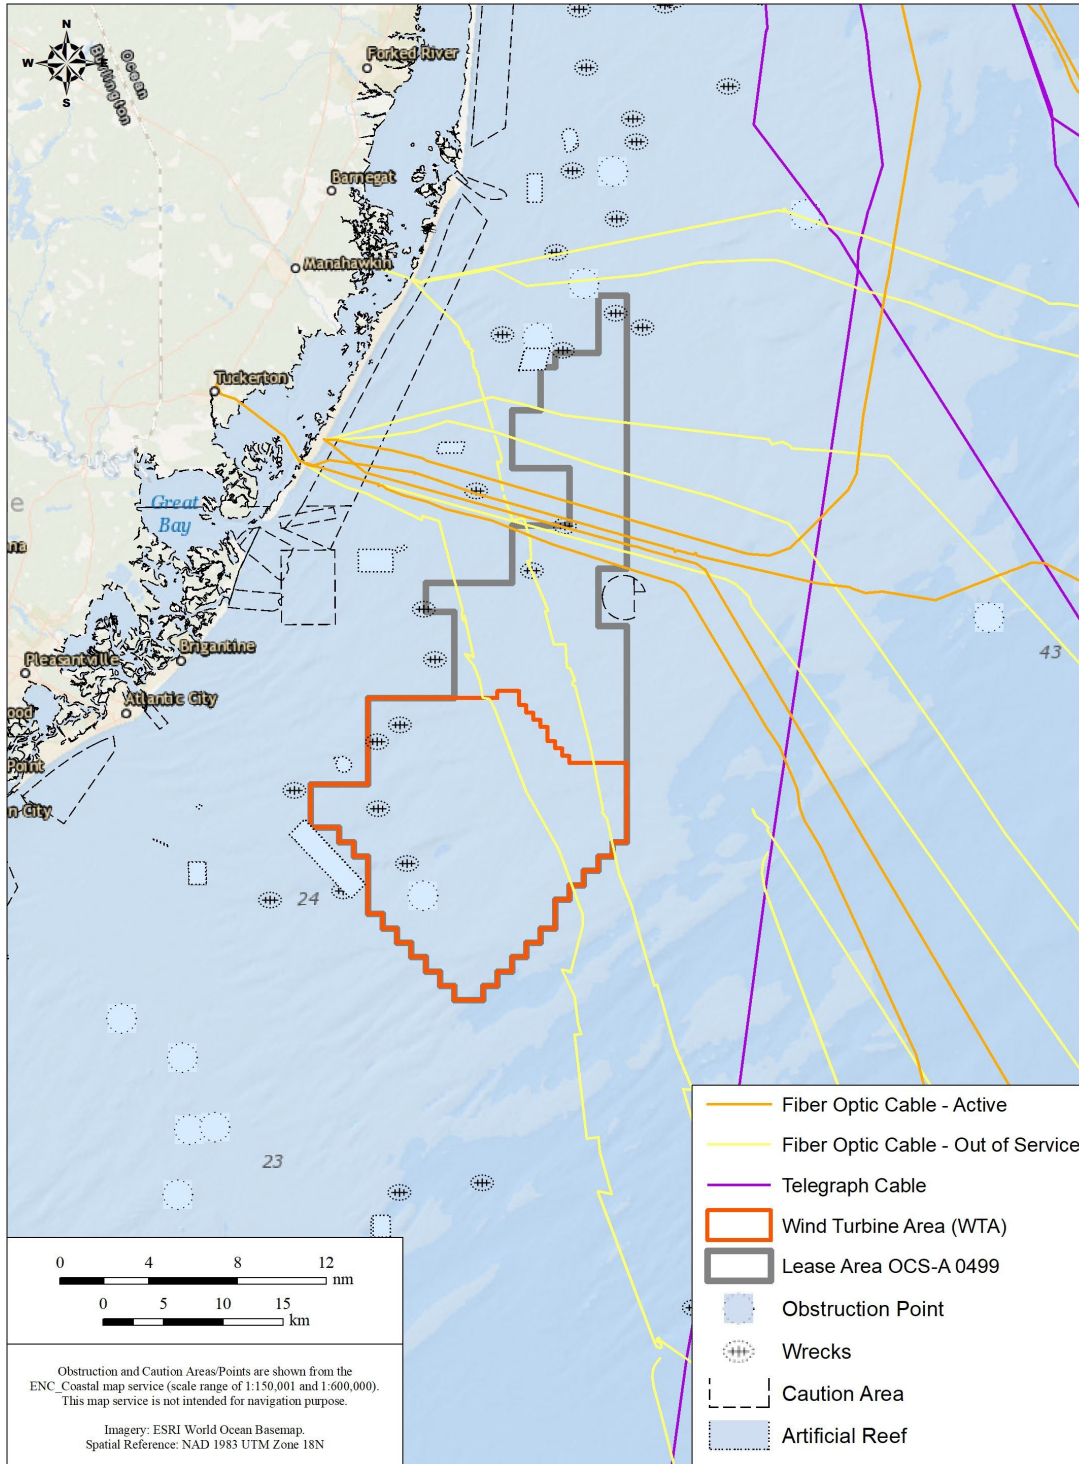 N
W
E
S
Ocean
Burlington
Forked River
Barnegat
Manahawkin
Tuckerton
Great
Bay
e
na
Brigantine
Pleasantville
Atlantic City
ood
Point
n City
43
24
23
Fiber Optic Cable - Active
Fiber Optic Cable - Out of Service
Telegraph Cable
Wind Turbine Area (WTA)
Lease Area OCS-A 0499
Obstruction Point
Wrecks
Caution Area
Artificial Reef
0 4 8 12
nm
0 5 10 15
km
Obstruction and Caution Areas/Points are shown from the
ENC_Coastal map service (scale range of 1:150,001 and 1:600,000).
This map service is not intended for navigation purpose.
Imagery: ESRI World Ocean Basemap.
Spatial Reference: NAD 1983 UTM Zone 18N